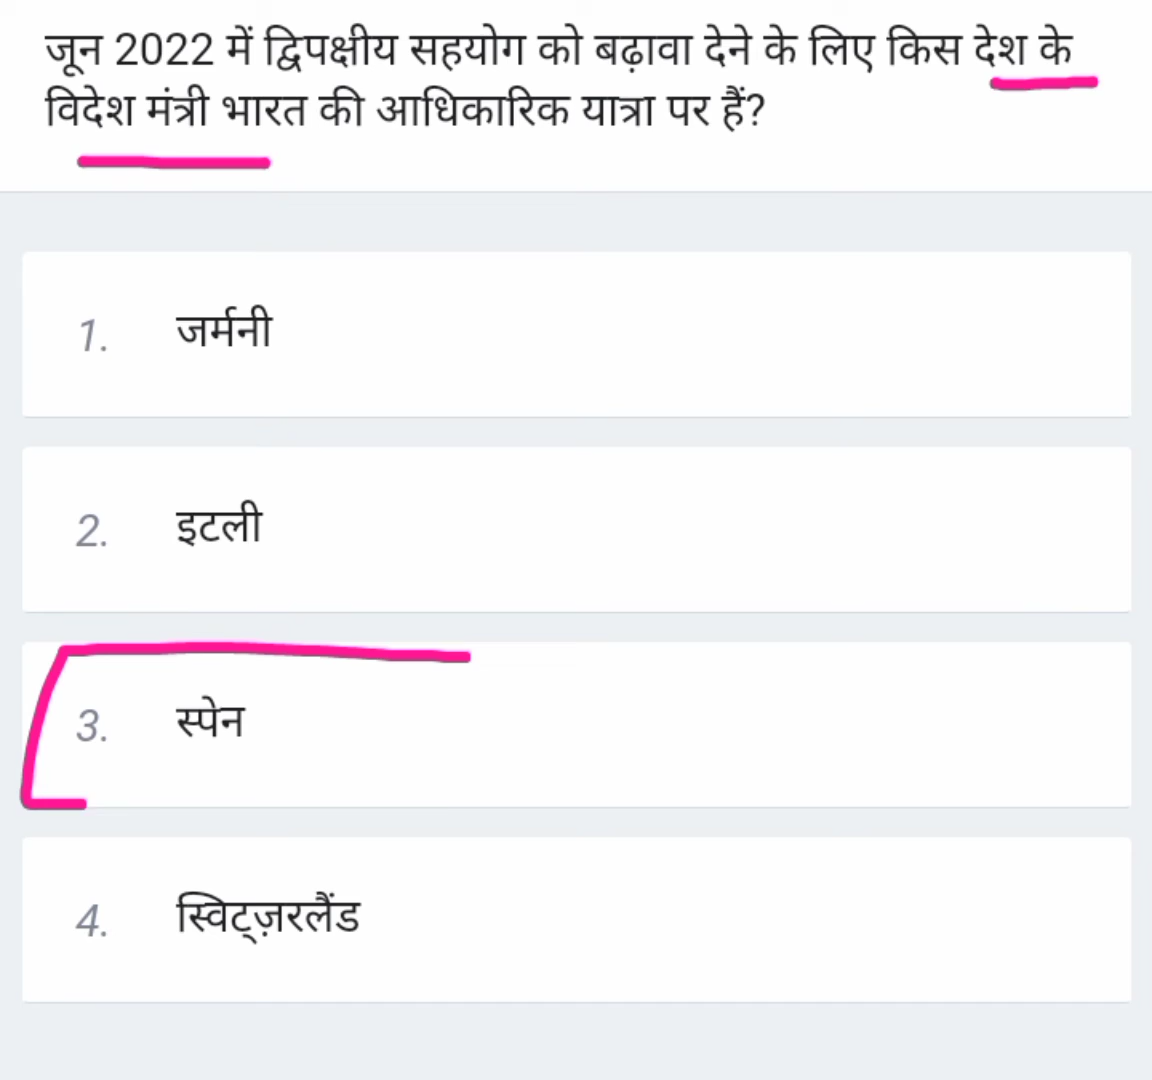 जून 2022 में द्विपक्षीय सहयोग को बढ़ावा देने के लिए किस देश के
विदेश मंत्री भारत की आधिकारिक यात्रा पर हैं?
1. जर्मनी
2. इटली
3. स्पेन
4. स्विट्ज़रलैंड